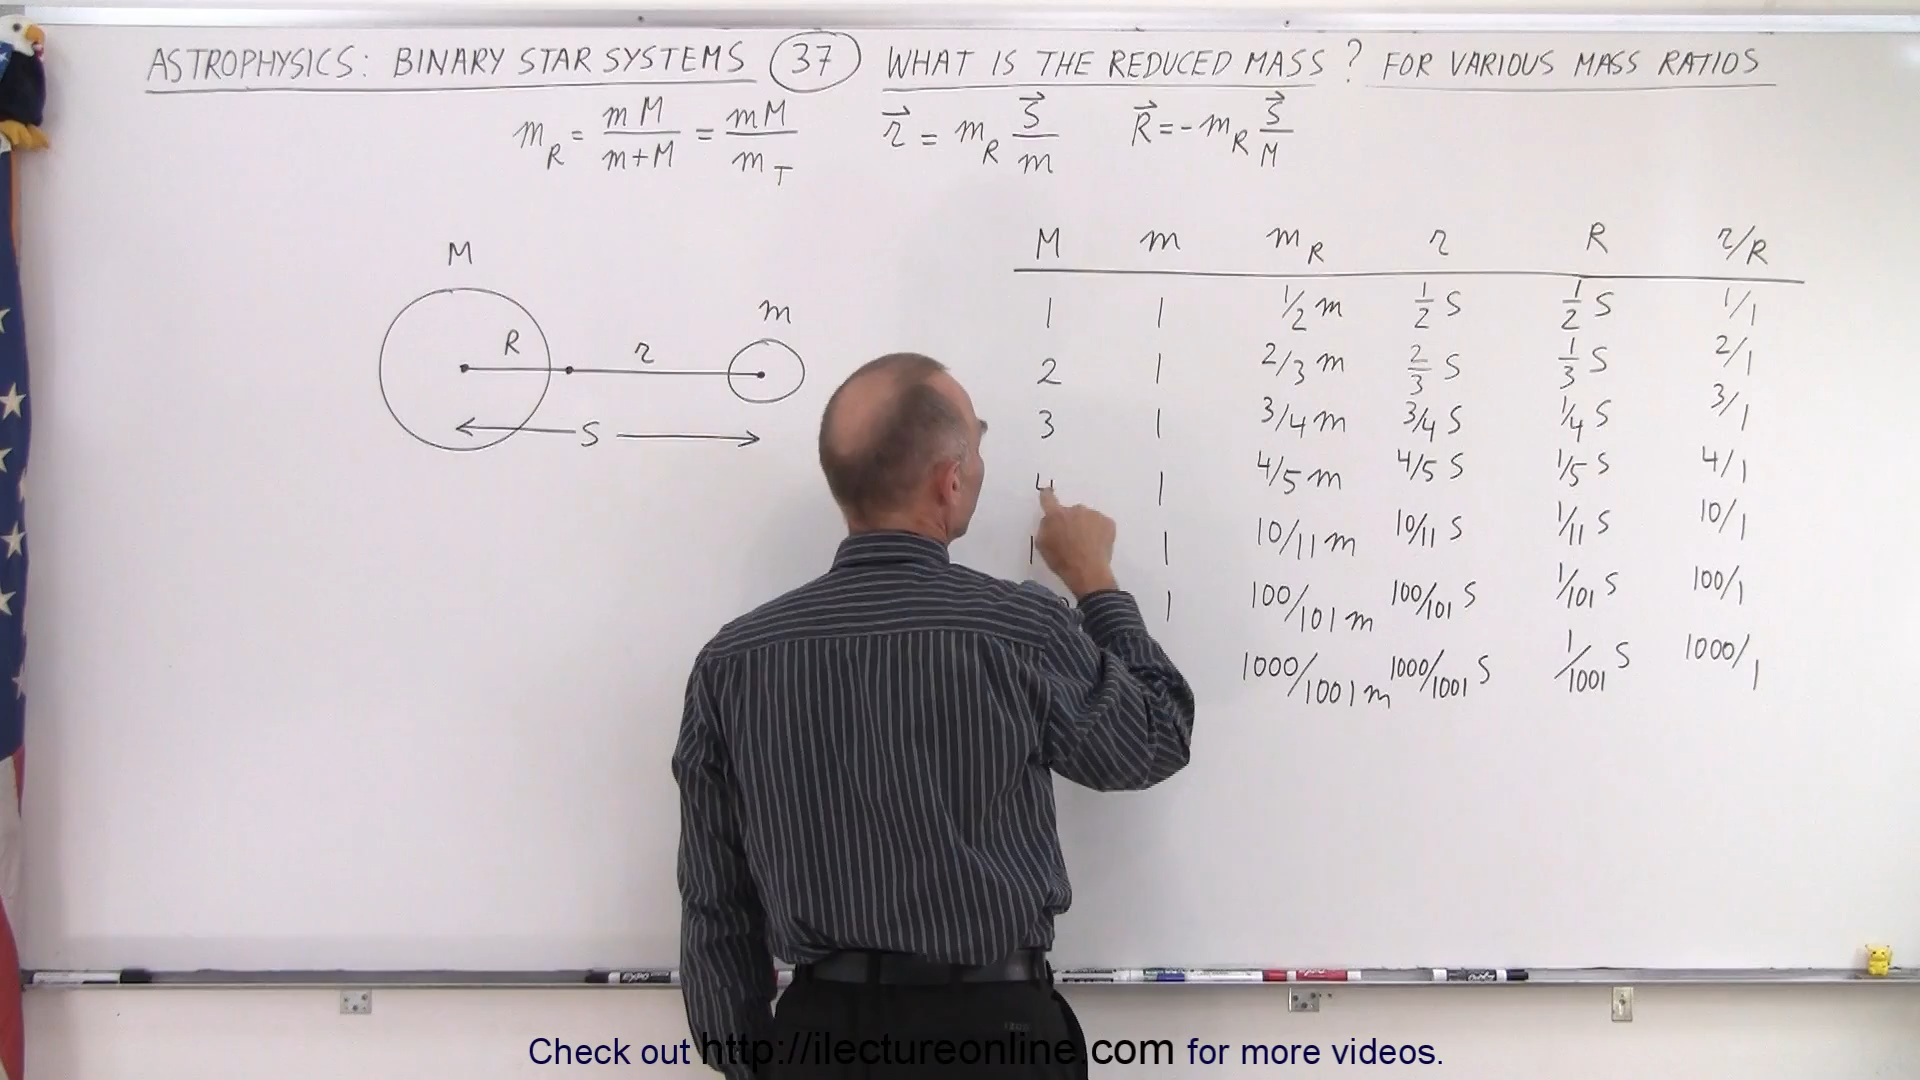 ASTROPHYSICS: BINARY STAR SYSTEMS 37 WHAT IS THE REDUCED MASS? FOR VARIOUS MASS RATIOS
m_R = mM/(m+M) = mM/m_T r⃗ = m_R S⃗/m R⃗ = -m_R S⃗/M
M
m
R r
S
M m m_R r R r/R
1 1 1/2 m 1/2 S 1/2 S 1/1
2 1 2/3 m 2/3 S 1/3 S 2/1
3 1 3/4 m 3/4 S 1/4 S 3/1
4 1 4/5 m 4/5 S 1/5 S 4/1
1 10/11 m 10/11 S 1/11 S 10/1
1 100/101 m 100/101 S 1/101 S 100/1
1000/1001 m 1000/1001 S 1/1001 S 1000/1
EXPO
Check out http://ilectureonline.com for more videos.